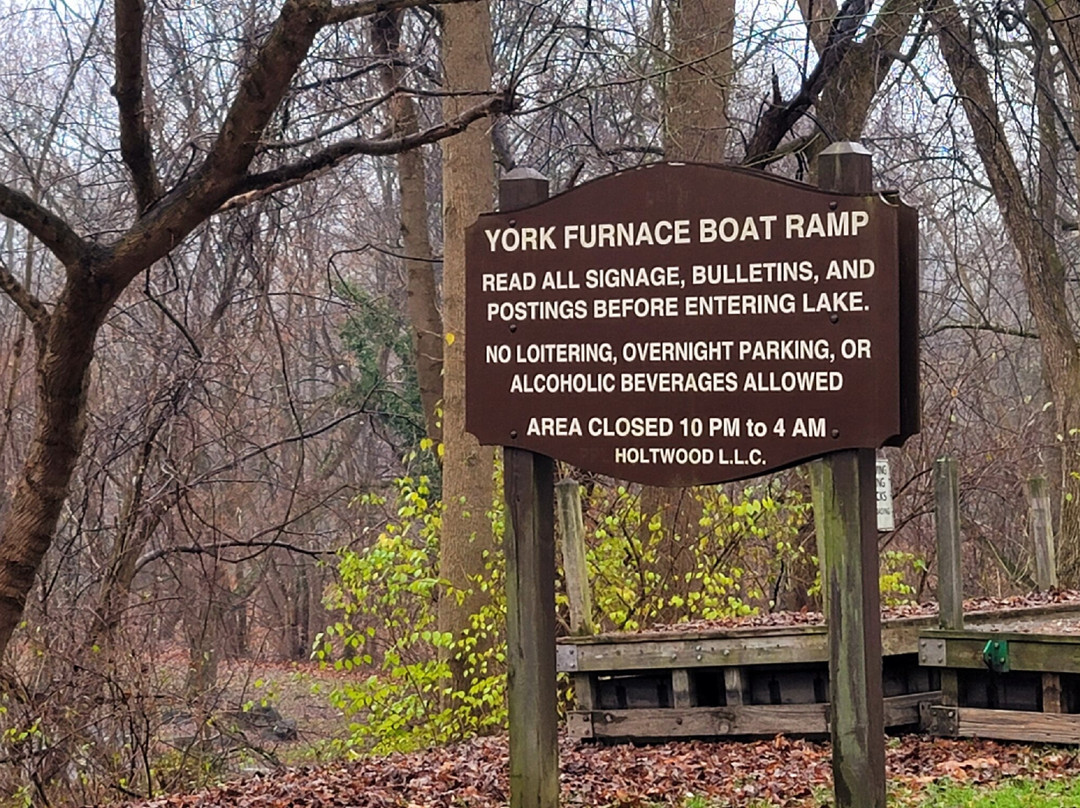 YORK FURNACE BOAT RAMP
READ ALL SIGNAGE, BULLETINS, AND
POSTINGS BEFORE ENTERING LAKE.
NO LOITERING, OVERNIGHT PARKING, OR
ALCOHOLIC BEVERAGES ALLOWED
AREA CLOSED 10 PM to 4 AM
HOLTWOOD L.L.C.